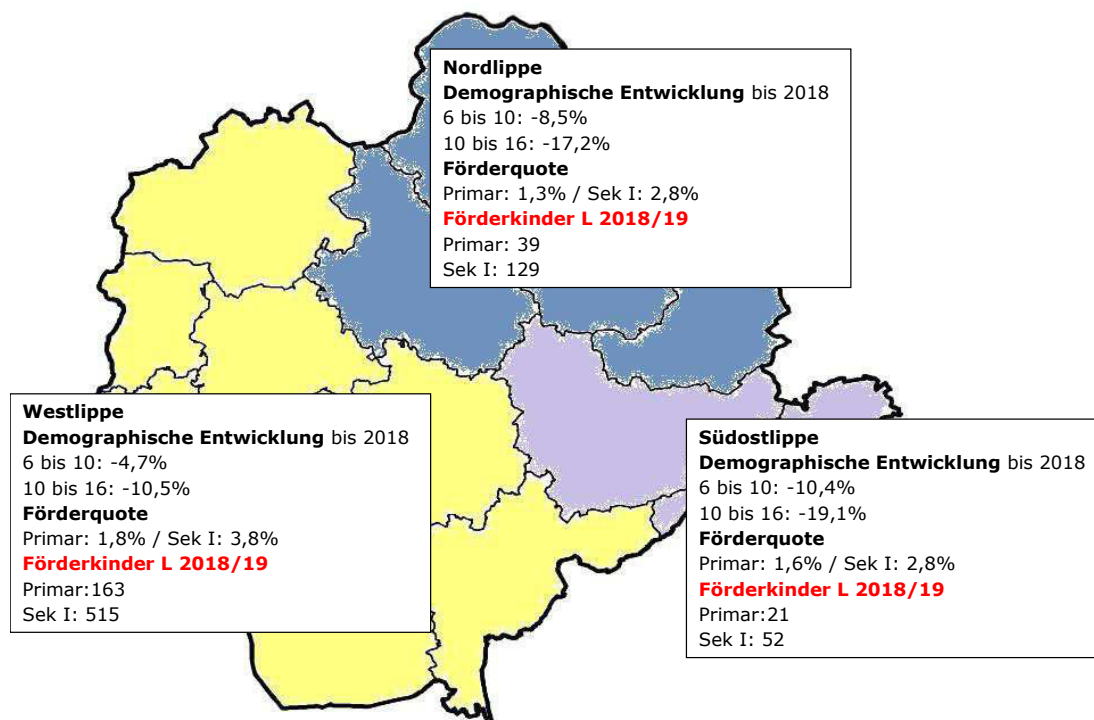 Nordlippe
Demographische Entwicklung bis 2018
6 bis 10: -8,5%
10 bis 16: -17,2%
Förderquote
Primar: 1,3% / Sek I: 2,8%
Förderkinder L 2018/19
Primar: 39
Sek I: 129
Westlippe
Demographische Entwicklung bis 2018
6 bis 10: -4,7%
10 bis 16: -10,5%
Förderquote
Primar: 1,8% / Sek I: 3,8%
Förderkinder L 2018/19
Primar:163
Sek I: 515
Südostlippe
Demographische Entwicklung bis 2018
6 bis 10: -10,4%
10 bis 16: -19,1%
Förderquote
Primar: 1,6% / Sek I: 2,8%
Förderkinder L 2018/19
Primar:21
Sek I: 52